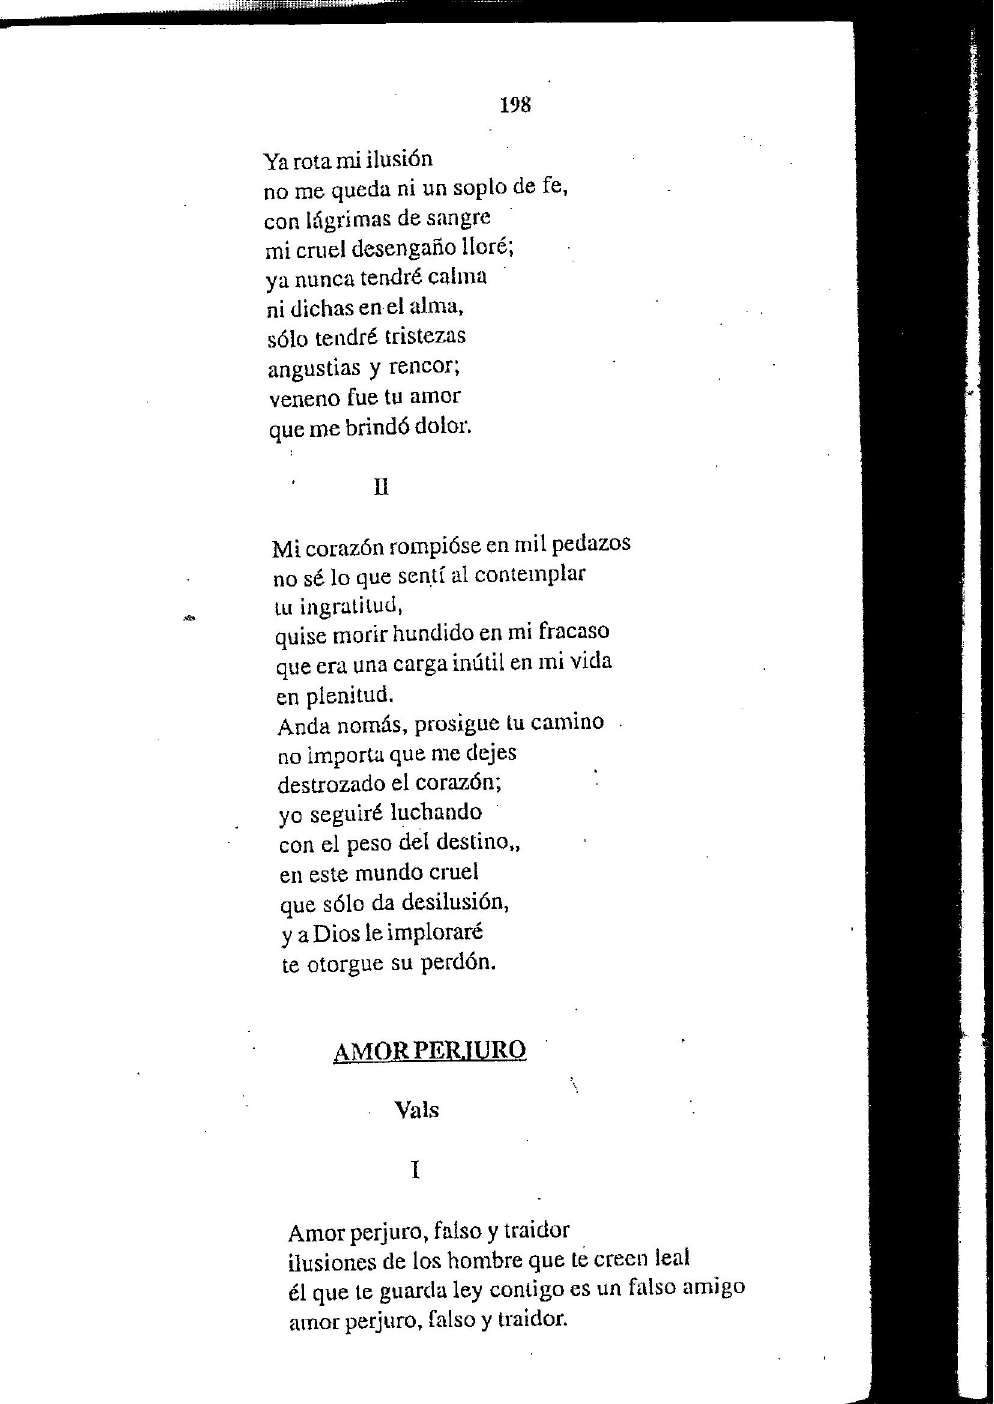 198
Ya rota mi ilusión
no me queda ni un soplo de fe,
con lágrimas de sangre
mi cruel desengaño lloré;
ya nunca tendré calma
ni dichas en el alma,
sólo tendré tristezas
angustias y rencor;
veneno fue tu amor
que me brindó dolor.
II
Mi corazón rompióse en mil pedazos
no sé lo que sentí al contemplar
tu ingratitud,
quise morir hundido en mi fracaso
que era una carga inútil en mi vida
en plenitud.
Anda nomás, prosigue tu camino
no importa que me dejes
destrozado el corazón;
yo seguiré luchando
con el peso del destino,,
en este mundo cruel
que sólo da desilusión,
y a Dios le imploraré
te otorgue su perdón.
AMOR PERJURO
Vals
I
Amor perjuro, falso y traidor
ilusiones de los hombre que te creen leal
él que te guarda ley contigo es un falso amigo
amor perjuro, falso y traidor.